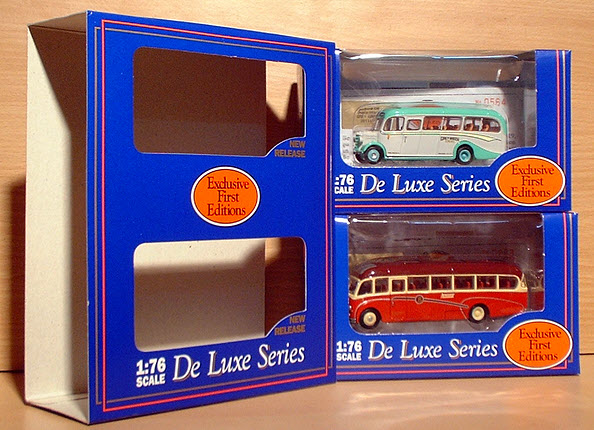 NEW
RELEASE
Exclusive
First
Editions
NEW
RELEASE
1:76
SCALE
De Luxe Series
0564
:76
SCALE
De Luxe Series
Exclusive
First
Editions
1:76
SCALE
De Luxe Series
Exclusive
First
Editions